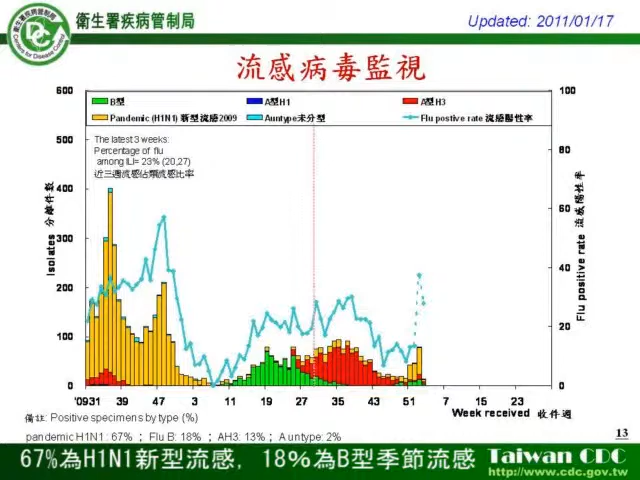 衛生署疾病管制局
Updated: 2011/01/17
流感病毒監視
B型
A型H1
A型H3
Pandemic (H1N1) 新型流感2009
Auntype未分型
Flu postive rate 流感陽性率
The latest 3 weeks:
Percentage of flu
among ILI= 23% (20,27)
近三週流感佔類流感比率
Isolates 分離件數
600
500
400
300
200
100
0
Flu positive rate 流感陽性率
100
80
60
40
20
0
'0931 39 47 3 11 19 27 35 43 51 7 15 23
Week received 收件週
備註: Positive specimens by type (%)
pandemic H1N1 : 67% ; Flu B: 18% ; AH3: 13% ; A untype: 2%
13
67%為H1N1新型流感, 18%為B型季節流感
Taiwan CDC
http://www.cdc.gov.tw